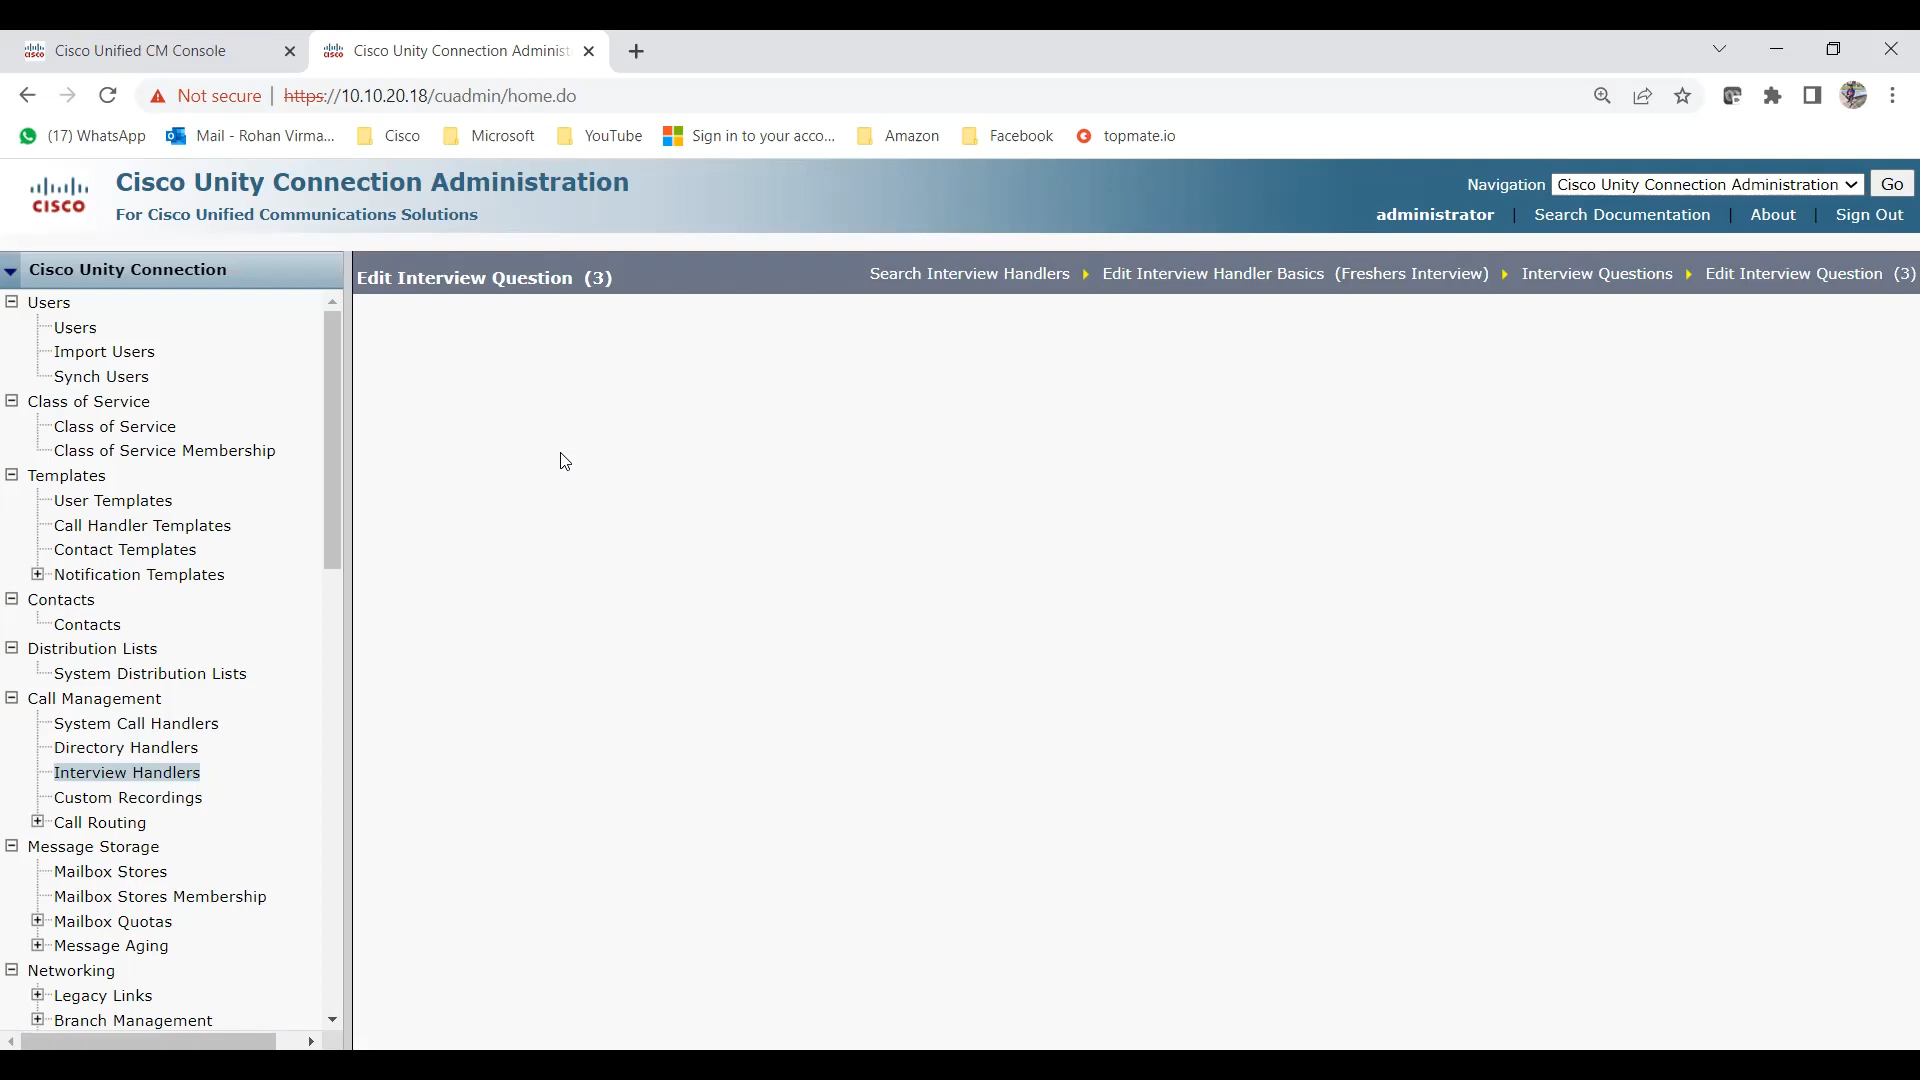 Cisco Unified CM Console
Cisco Unity Connection Administ
Not secure | https://10.10.20.18/cuadmin/home.do
(17) WhatsApp
Mail - Rohan Virma...
Cisco
Microsoft
YouTube
Sign in to your acco...
Amazon
Facebook
topmate.io
CISCO
Cisco Unity Connection Administration
For Cisco Unified Communications Solutions
Navigation Cisco Unity Connection Administration Go
administrator | Search Documentation | About | Sign Out
Cisco Unity Connection
Users
Users
Import Users
Synch Users
Class of Service
Class of Service
Class of Service Membership
Templates
User Templates
Call Handler Templates
Contact Templates
Notification Templates
Contacts
Contacts
Distribution Lists
System Distribution Lists
Call Management
System Call Handlers
Directory Handlers
Interview Handlers
Custom Recordings
Call Routing
Message Storage
Mailbox Stores
Mailbox Stores Membership
Mailbox Quotas
Message Aging
Networking
Legacy Links
Branch Management
Edit Interview Question (3)
Search Interview Handlers
Edit Interview Handler Basics (Freshers Interview)
Interview Questions
Edit Interview Question (3)